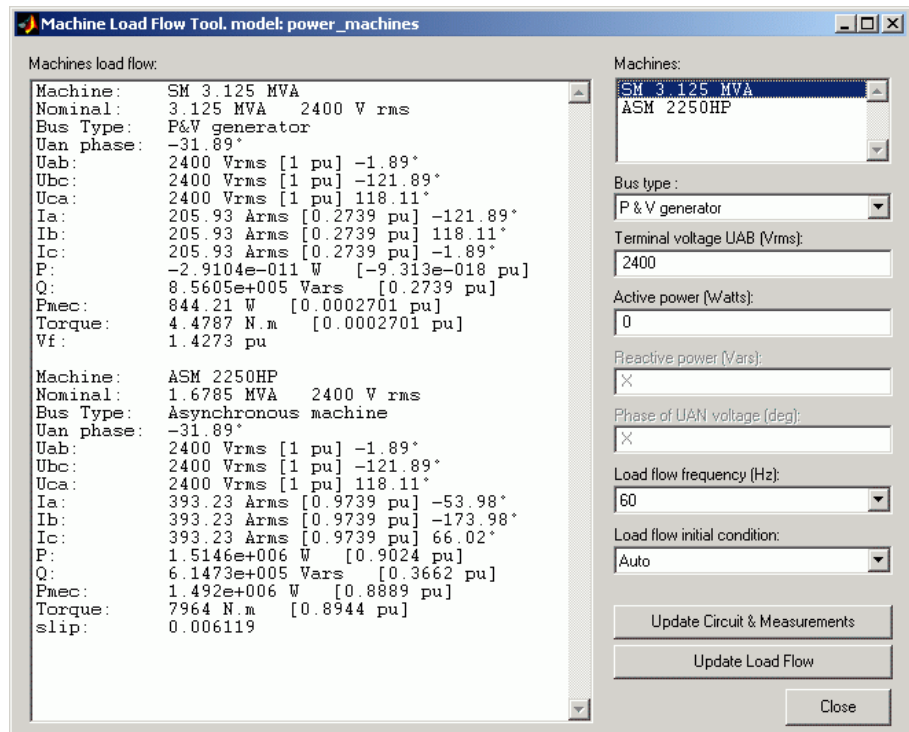 Machine Load Flow Tool. model: power_machines
Machines load flow:
Machine: SM 3.125 MVA
Nominal: 3.125 MVA 2400 V rms
Bus Type: P&V generator
Uan phase: -31.89°
Uab: 2400 Vrms [1 pu] -1.89°
Ubc: 2400 Vrms [1 pu] -121.89°
Uca: 2400 Vrms [1 pu] 118.11°
Ia: 205.93 Arms [0.2739 pu] -121.89°
Ib: 205.93 Arms [0.2739 pu] 118.11°
Ic: 205.93 Arms [0.2739 pu] -1.89°
P: -2.9104e-011 W [-9.313e-018 pu]
Q: 8.5605e+005 Vars [0.2739 pu]
Pmec: 844.21 W [0.0002701 pu]
Torque: 4.4787 N.m [0.0002701 pu]
Vf: 1.4273 pu
Machine: ASM 2250HP
Nominal: 1.6785 MVA 2400 V rms
Bus Type: Asynchronous machine
Uan phase: -31.89°
Uab: 2400 Vrms [1 pu] -1.89°
Ubc: 2400 Vrms [1 pu] -121.89°
Uca: 2400 Vrms [1 pu] 118.11°
Ia: 393.23 Arms [0.9739 pu] -53.98°
Ib: 393.23 Arms [0.9739 pu] -173.98°
Ic: 393.23 Arms [0.9739 pu] 66.02°
P: 1.5146e+006 W [0.9024 pu]
Q: 6.1473e+005 Vars [0.3662 pu]
Pmec: 1.492e+006 W [0.8889 pu]
Torque: 7964 N.m [0.8944 pu]
slip: 0.006119
Machines:
SM 3.125 MVA
ASM 2250HP
Bus type :
P & V generator
Terminal voltage UAB (Vrms):
2400
Active power (Watts):
0
Reactive power (Vars):
X
Phase of UAN voltage (deg):
X
Load flow frequency (Hz):
60
Load flow initial condition:
Auto
Update Circuit & Measurements
Update Load Flow
Close